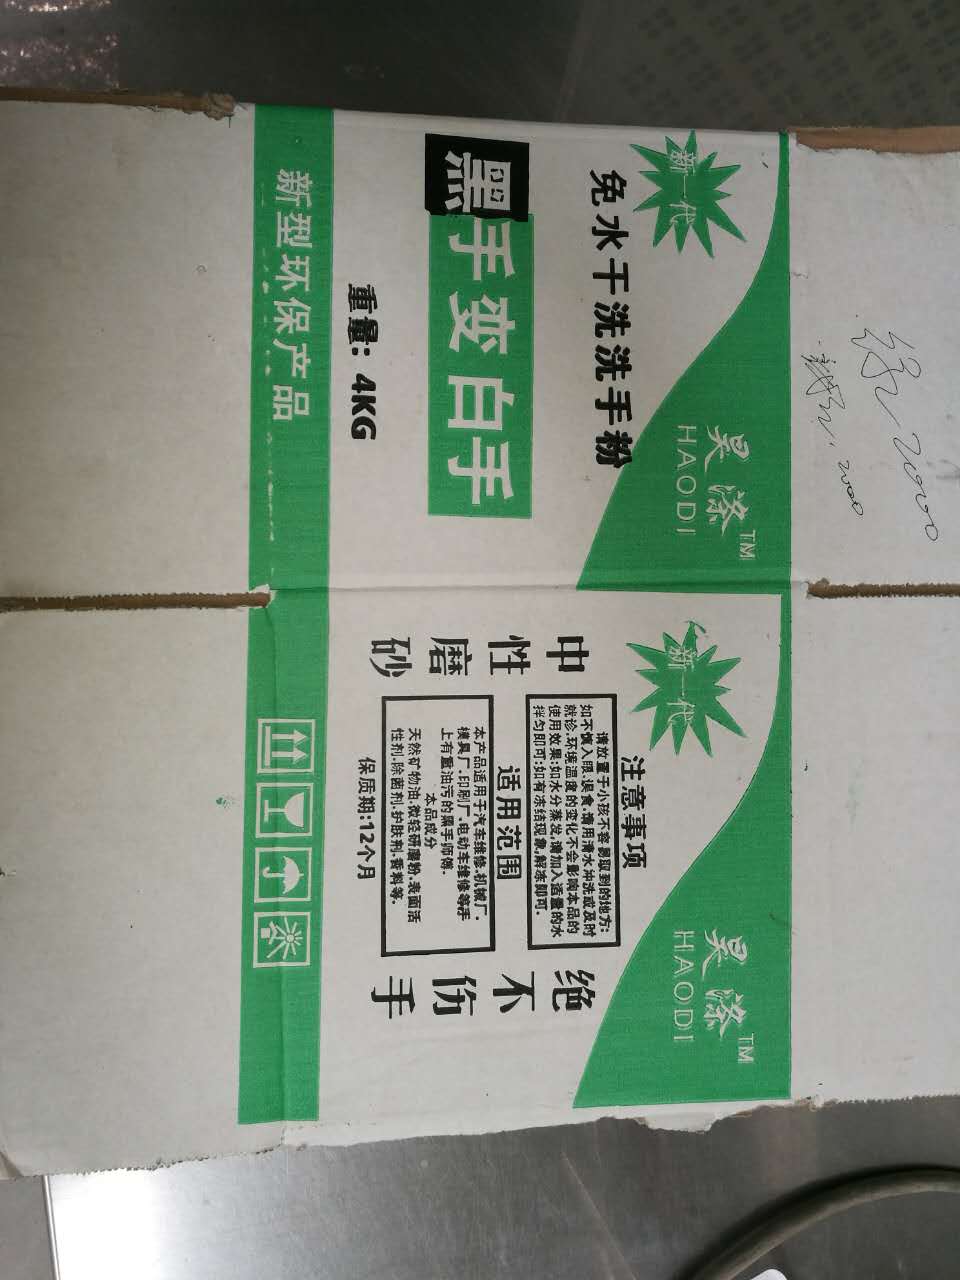 新一代
昊涤™
HAODI
免水干洗洗手粉
黑手变白手
重量：4KG
新型环保产品
新一代
昊涤™
HAODI
注意事项
请放置于小孩不容易取到的地方;
如不慎入眼.误食.请用清水冲洗或及时
就诊.环境温度的变化不会影响本品的
使用效果;如水分蒸发,请加入适量的水
拌匀即可;如有冻结现象,解冻即可.
适用范围
本产品适用于汽车维修.机械厂.
模具厂.印刷厂.电动车维修等手
上有重油污的黑手师傅.
本品成分
天然矿物油.微轻研磨粉.表面活
性剂.除菌剂.护肤剂.香料等.
保质期:12个月
中性磨砂
绝不伤手
2000
2000